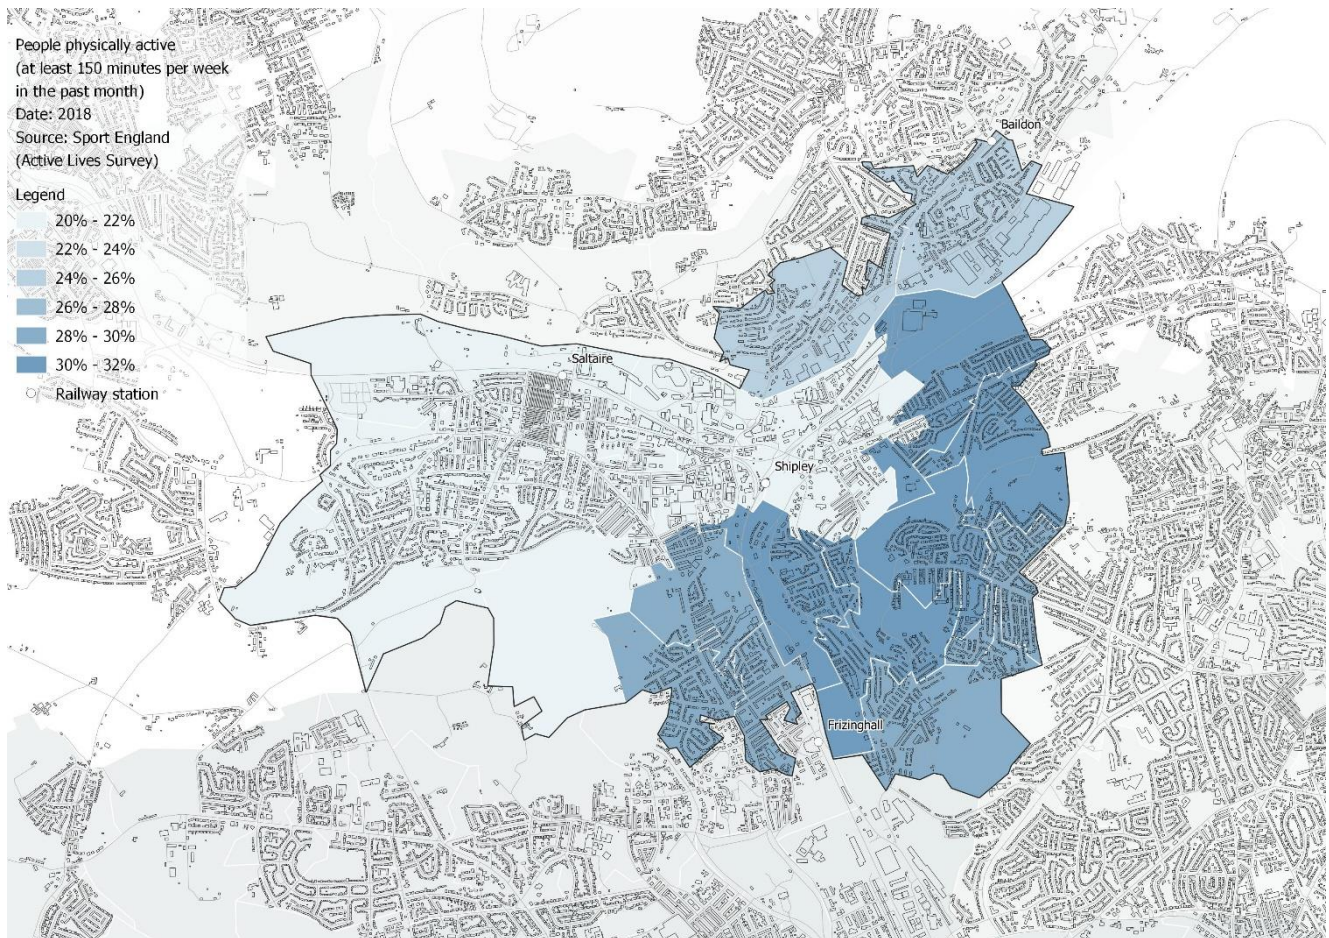 People physically active
(at least 150 minutes per week
in the past month)
Date: 2018
Source: Sport England
(Active Lives Survey)
Legend
20% - 22%
22% - 24%
24% - 26%
26% - 28%
28% - 30%
30% - 32%
Railway station
Baildon
Saltaire
Shipley
Frizinghall